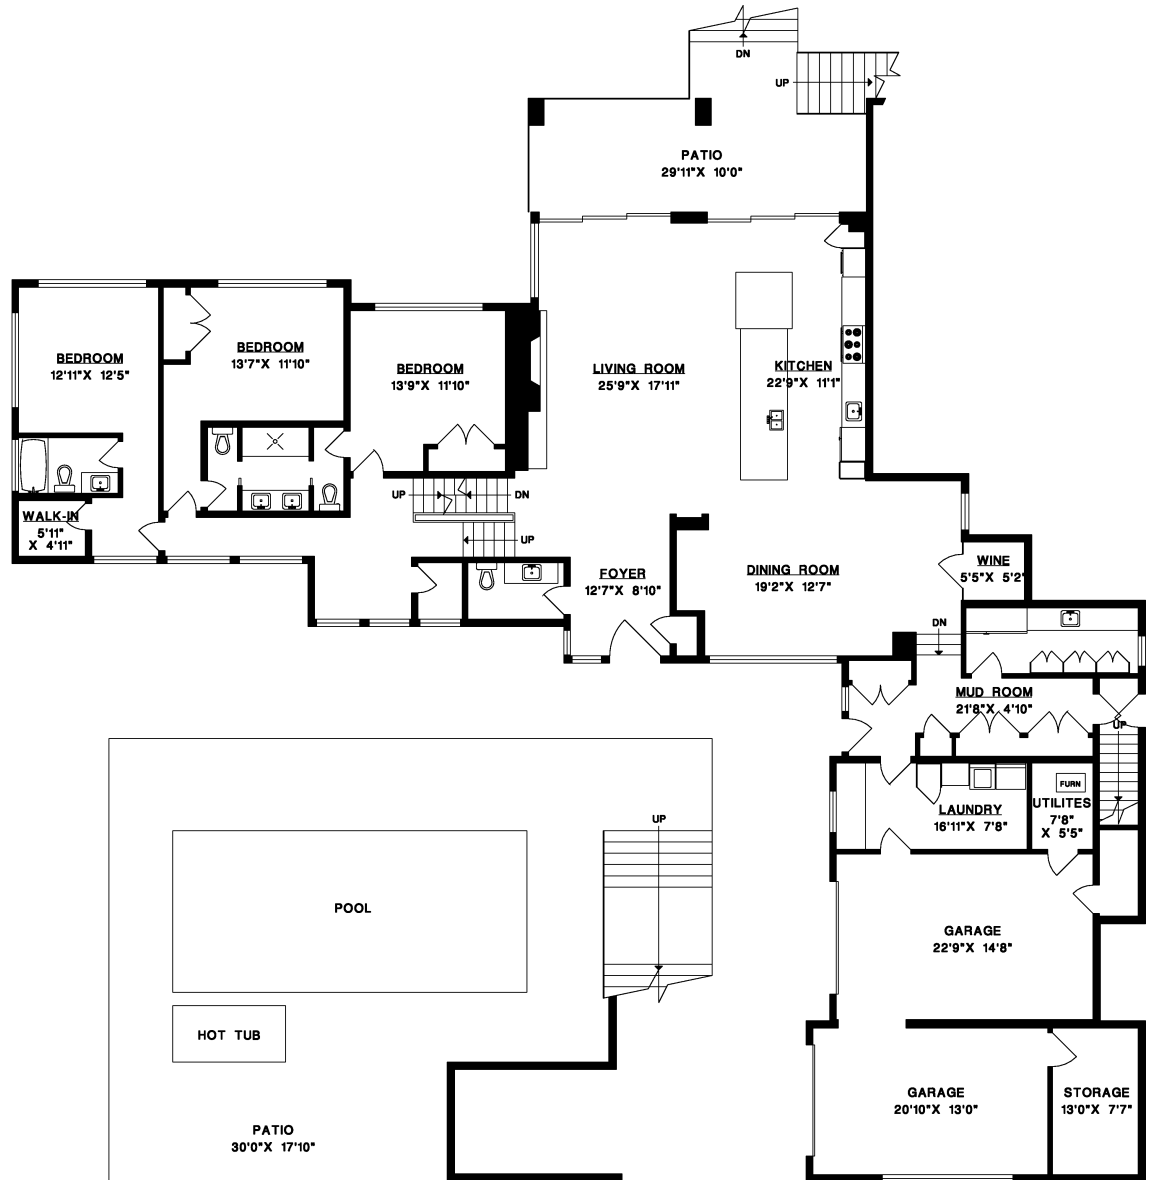 DN
UP
PATIO
29'11"X 10'0"
BEDROOM
12'11"X 12'5"
BEDROOM
13'7"X 11'10"
BEDROOM
13'9"X 11'10"
LIVING ROOM
25'9"X 17'11"
KITCHEN
22'9"X 11'1"
WALK-IN
5'11"
X 4'11"
UP
DN
UP
FOYER
12'7"X 8'10"
DINING ROOM
19'2"X 12'7"
WINE
5'5"X 5'2"
DN
MUD ROOM
21'8"X 4'10"
UP
FURN
UTILITES
7'8"
X 5'5"
LAUNDRY
16'11"X 7'8"
UP
POOL
GARAGE
22'9"X 14'8"
HOT TUB
GARAGE
20'10"X 13'0"
STORAGE
13'0"X 7'7"
PATIO
30'0"X 17'10"